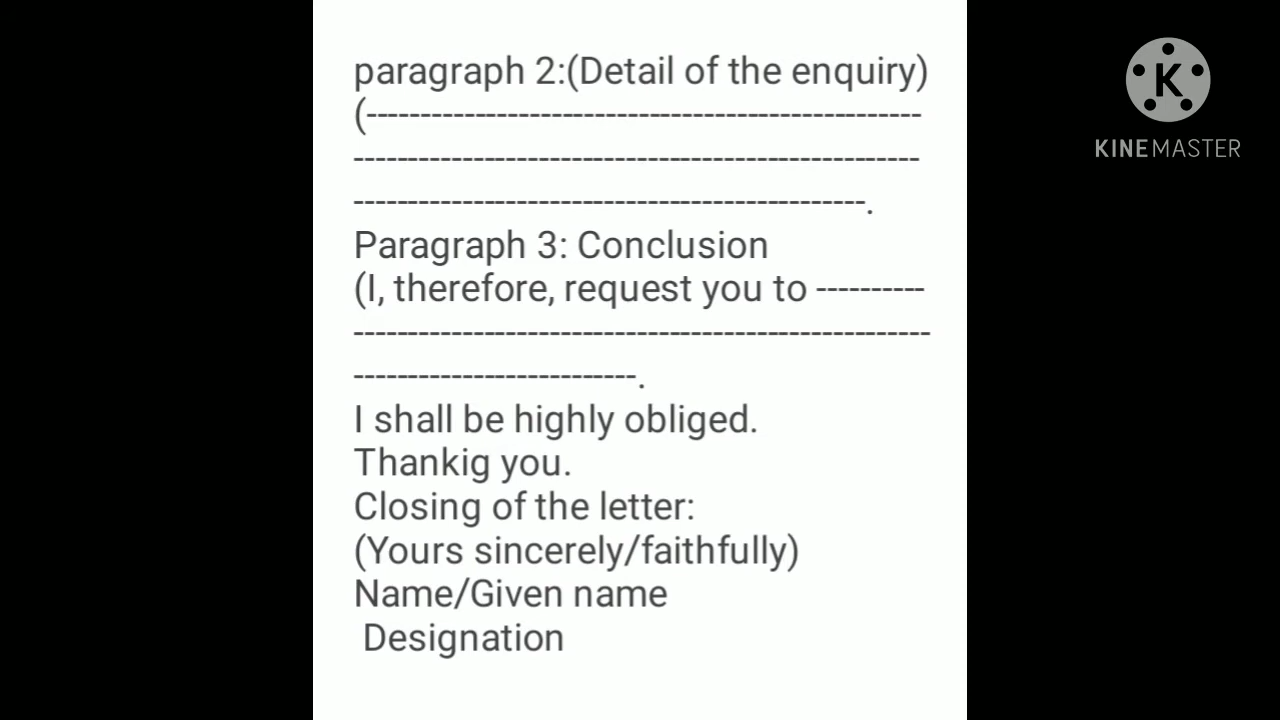 paragraph 2:(Detail of the enquiry)
(---------------------------------------------------
----------------------------------------------------
-----------------------------------------------.
Paragraph 3: Conclusion
(I, therefore, request you to ----------
-----------------------------------------------------
--------------------------.
I shall be highly obliged.
Thankig you.
Closing of the letter:
(Yours sincerely/faithfully)
Name/Given name
Designation
K
KINEMASTER